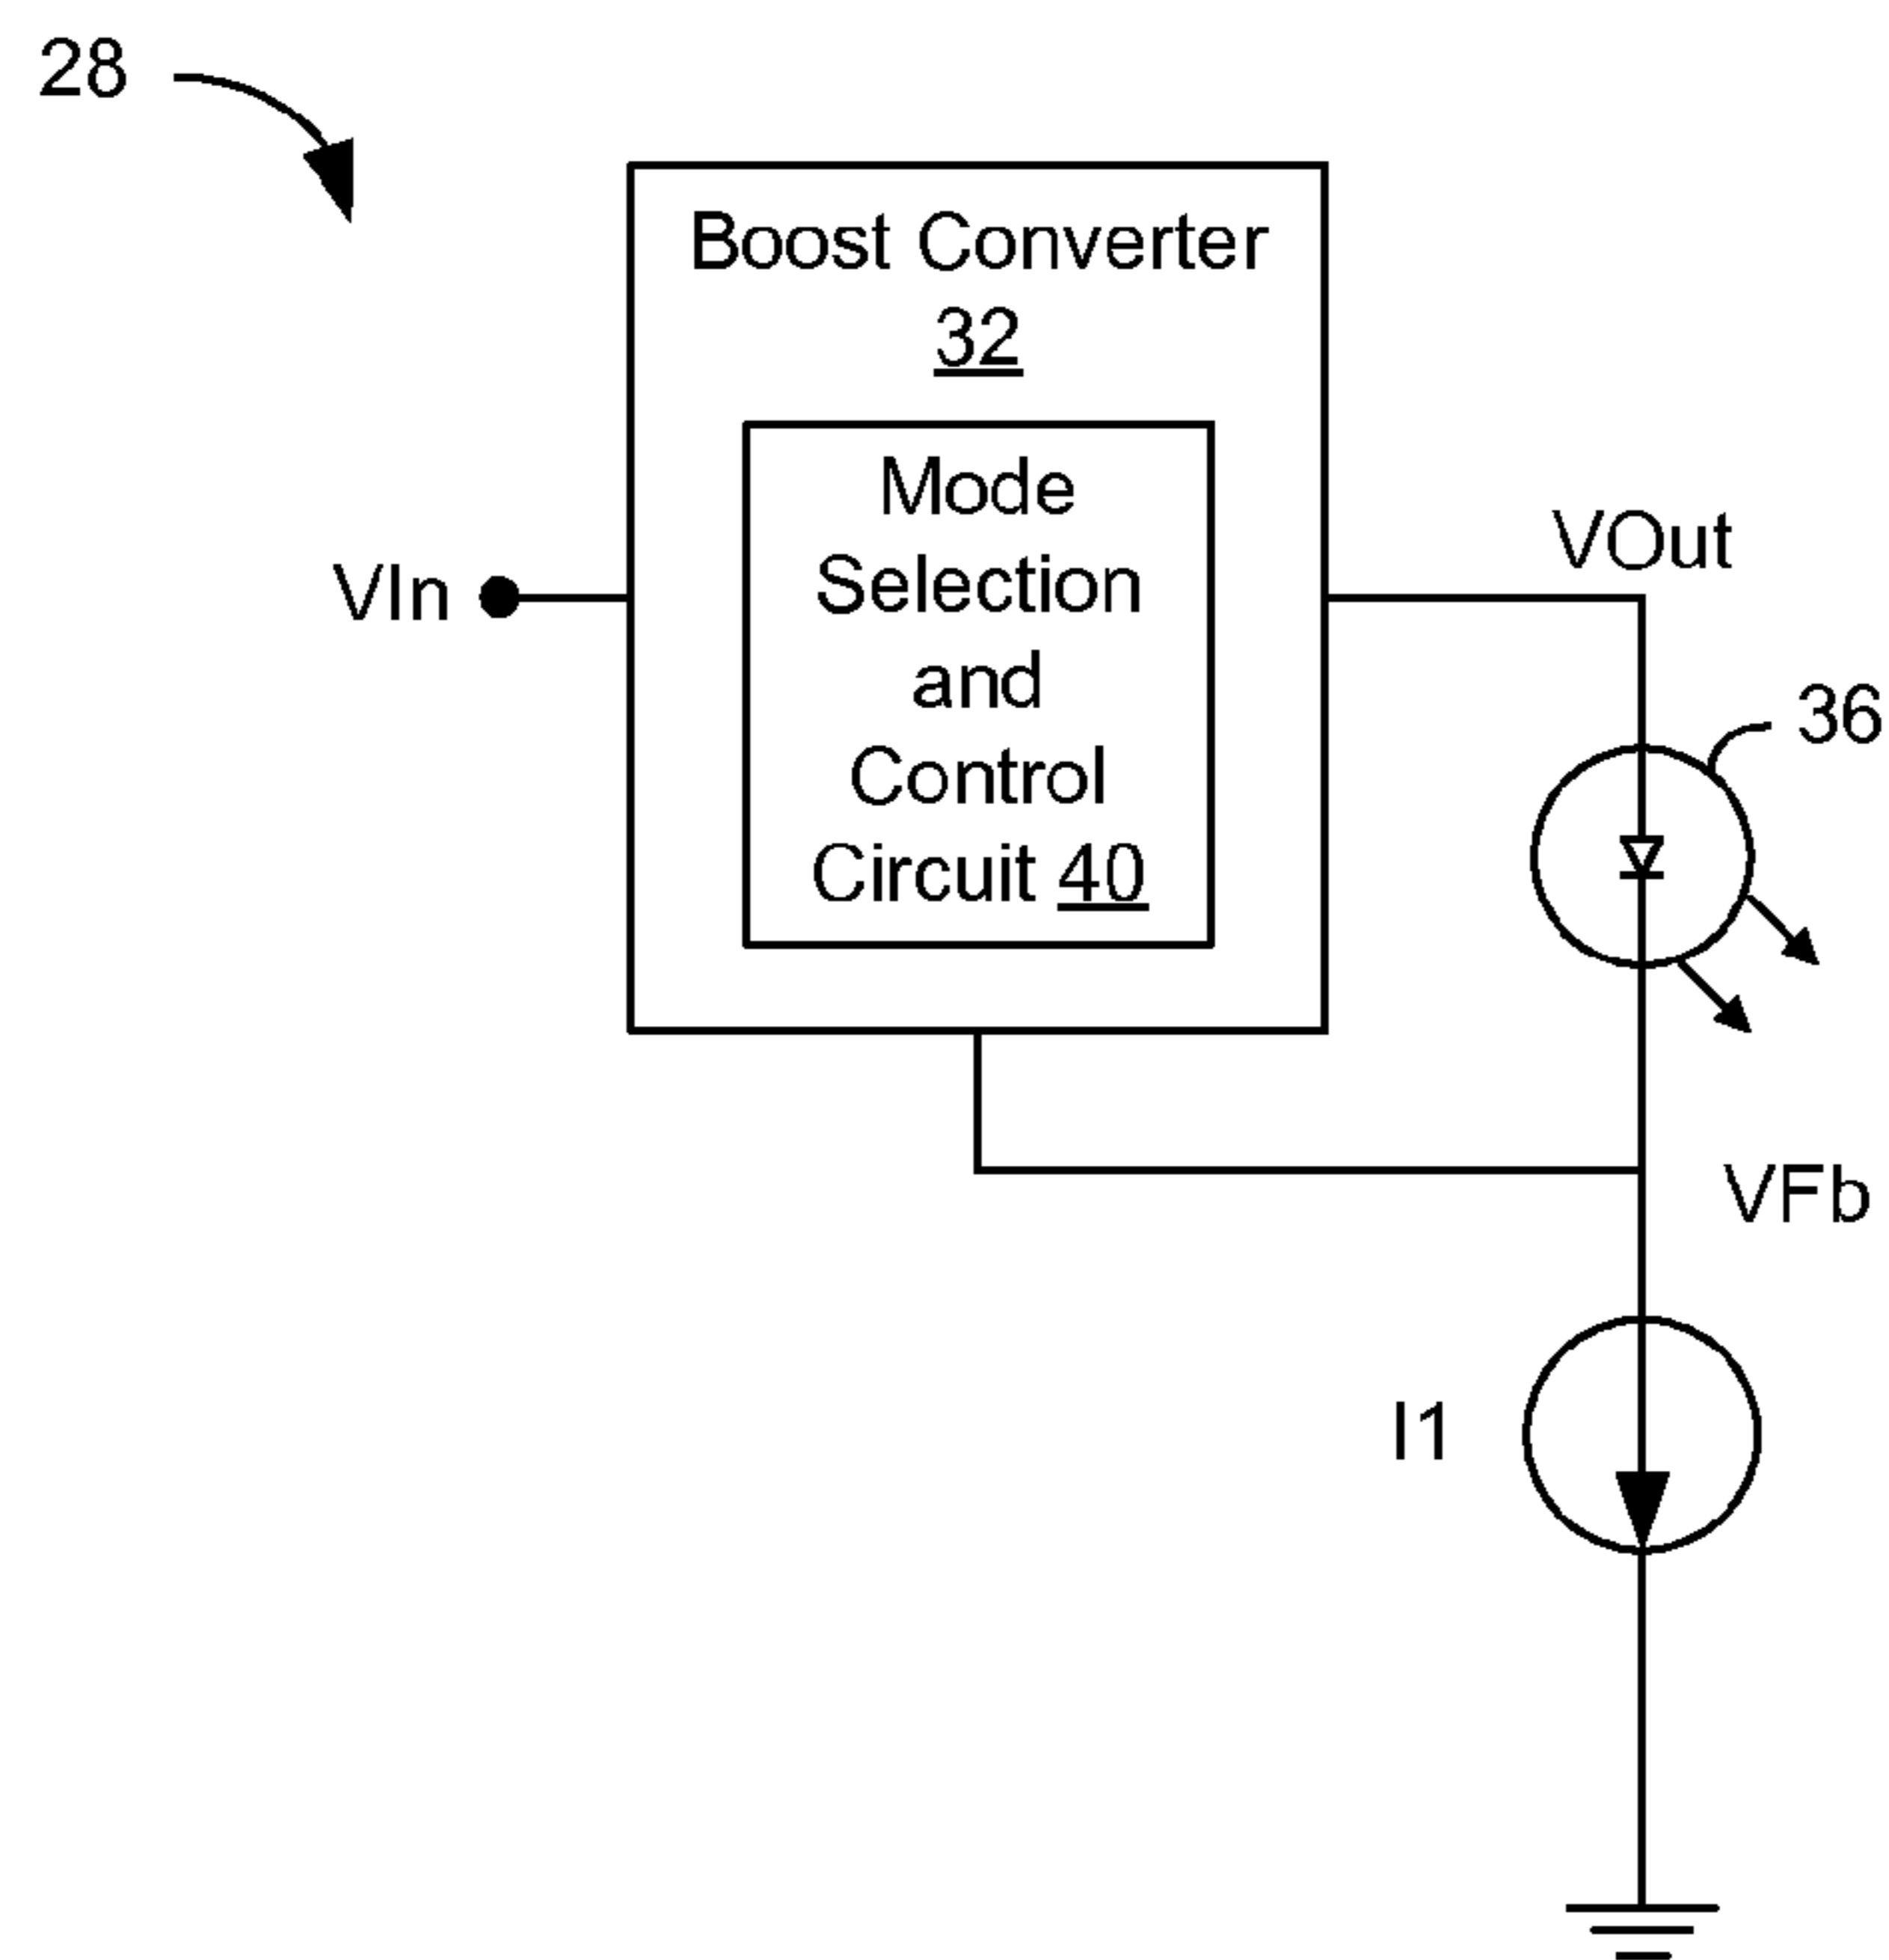 28
Boost Converter
32
Mode
Selection
and
Control
Circuit 40
VIn
VOut
36
VFb
I1